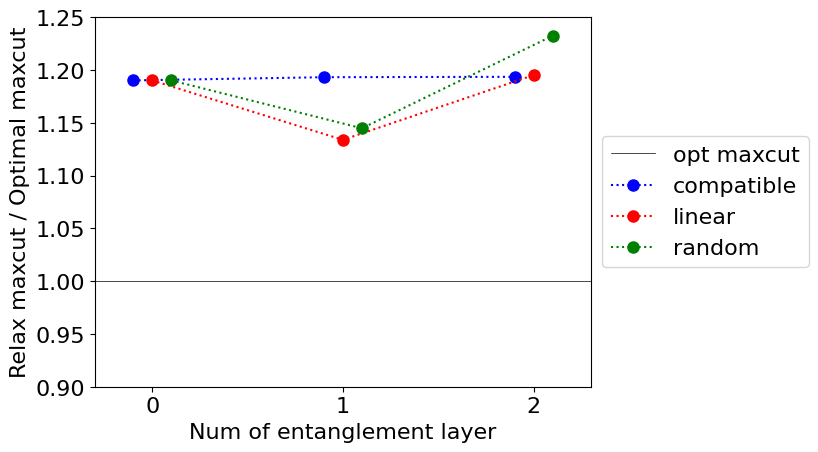 1.25
1.20
1.15
1.10
1.05
1.00
0.95
0.90
Relax maxcut / Optimal maxcut
0 1 2
Num of entanglement layer
opt maxcut
compatible
linear
random